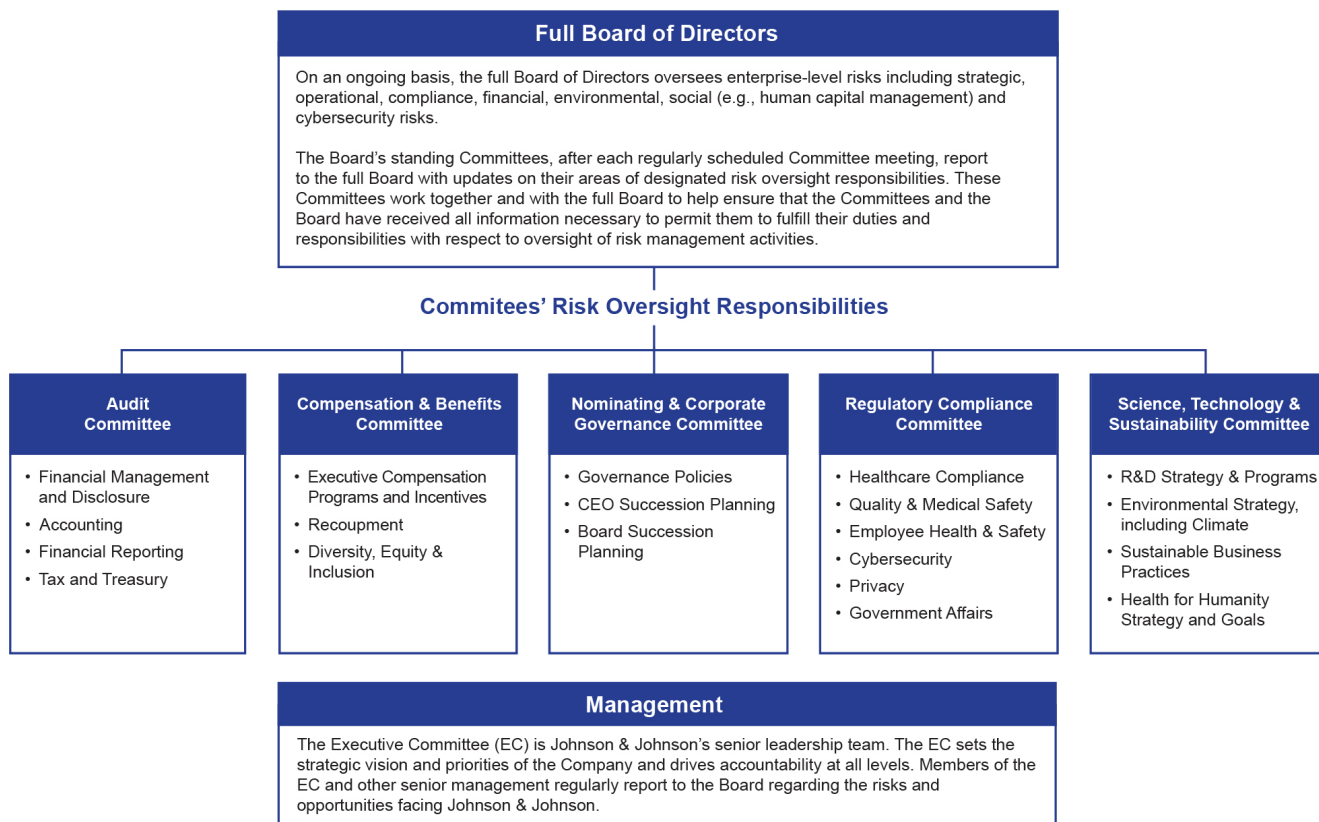 Full Board of Directors
On an ongoing basis, the full Board of Directors oversees enterprise-level risks including strategic,
operational, compliance, financial, environmental, social (e.g., human capital management) and
cybersecurity risks.
The Board’s standing Committees, after each regularly scheduled Committee meeting, report
to the full Board with updates on their areas of designated risk oversight responsibilities. These
Committees work together and with the full Board to help ensure that the Committees and the
Board have received all information necessary to permit them to fulfill their duties and
responsibilities with respect to oversight of risk management activities.
Commitees’ Risk Oversight Responsibilities
Audit
Committee
• Financial Management
and Disclosure
• Accounting
• Financial Reporting
• Tax and Treasury
Compensation & Benefits
Committee
• Executive Compensation
Programs and Incentives
• Recoupment
• Diversity, Equity &
Inclusion
Nominating & Corporate
Governance Committee
• Governance Policies
• CEO Succession Planning
• Board Succession
Planning
Regulatory Compliance
Committee
• Healthcare Compliance
• Quality & Medical Safety
• Employee Health & Safety
• Cybersecurity
• Privacy
• Government Affairs
Science, Technology &
Sustainability Committee
• R&D Strategy & Programs
• Environmental Strategy,
including Climate
• Sustainable Business
Practices
• Health for Humanity
Strategy and Goals
Management
The Executive Committee (EC) is Johnson & Johnson’s senior leadership team. The EC sets the
strategic vision and priorities of the Company and drives accountability at all levels. Members of the
EC and other senior management regularly report to the Board regarding the risks and
opportunities facing Johnson & Johnson.